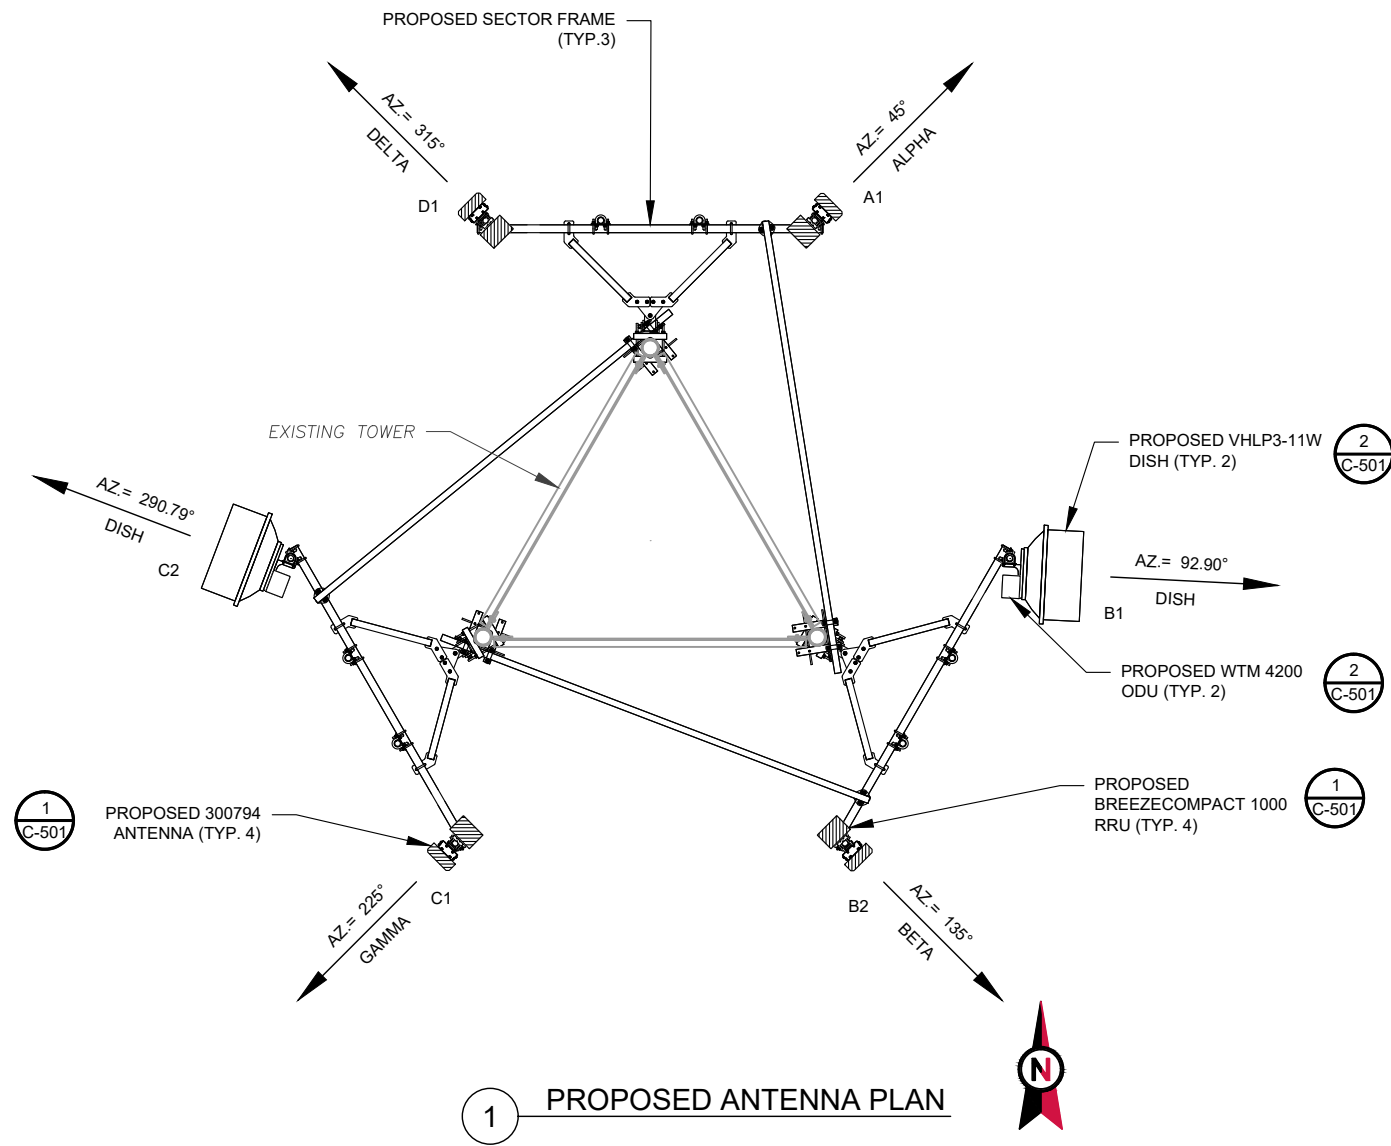 PROPOSED SECTOR FRAME
(TYP.3)
AZ.= 315°
DELTA
AZ.= 45°
ALPHA
D1
A1
EXISTING TOWER
PROPOSED VHLP3-11W
DISH (TYP. 2)
2
C-501
AZ.= 290.79°
DISH
C2
AZ.= 92.90°
DISH
B1
PROPOSED WTM 4200
ODU (TYP. 2)
2
C-501
1
C-501
PROPOSED 300794
ANTENNA (TYP. 4)
PROPOSED
BREEZECOMPACT 1000
RRU (TYP. 4)
1
C-501
AZ.= 225°
GAMMA
C1
B2
AZ.= 135°
BETA
N
1
PROPOSED ANTENNA PLAN